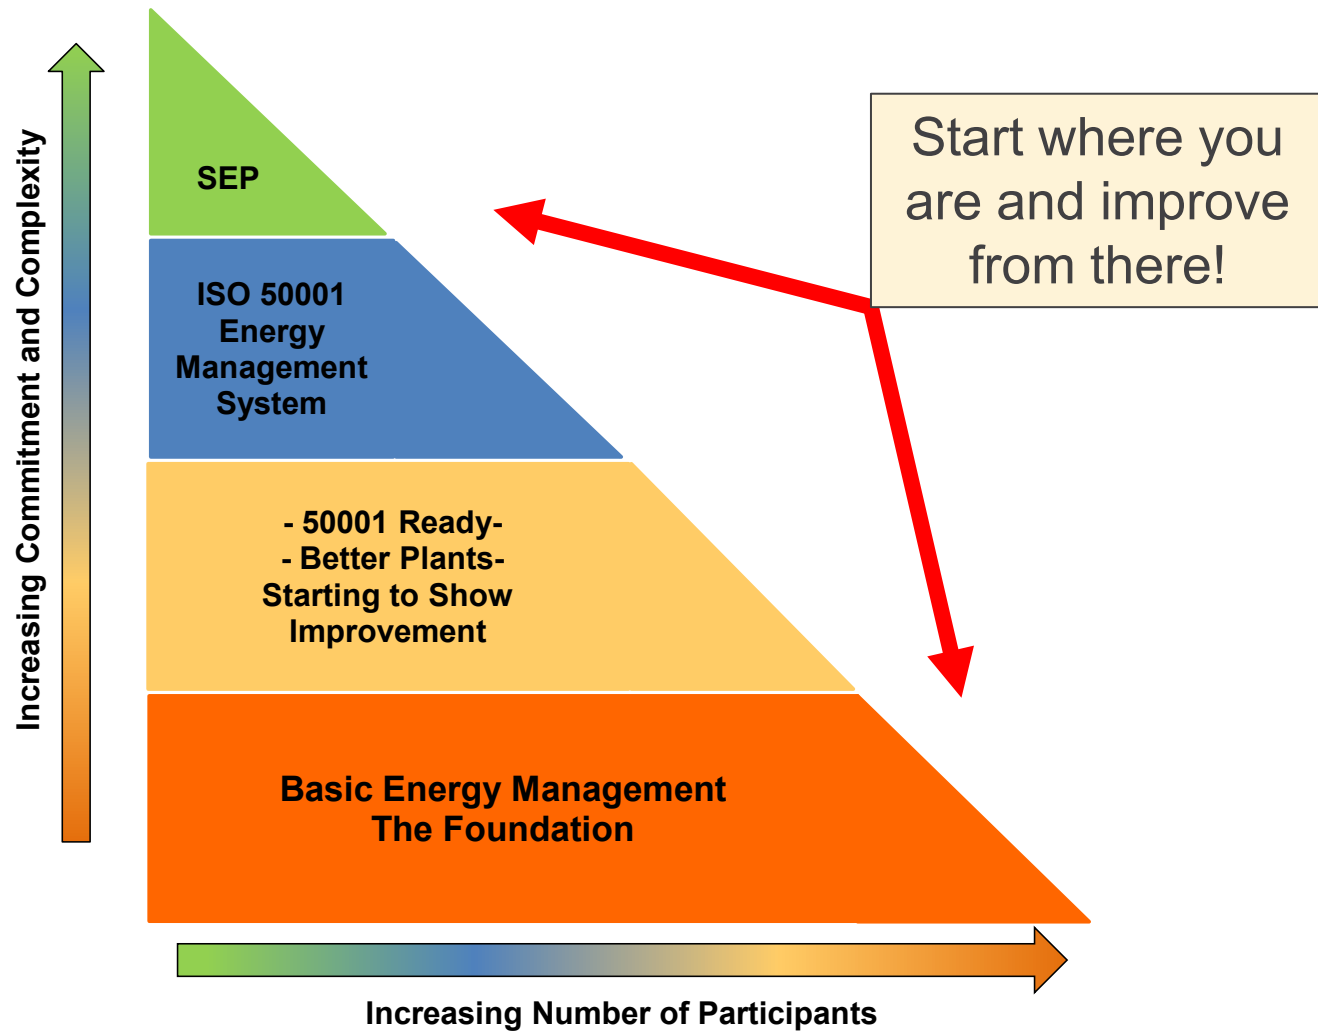 Increasing Commitment and Complexity
SEP
ISO 50001
Energy
Management
System
- 50001 Ready-
- Better Plants-
Starting to Show
Improvement
Basic Energy Management
The Foundation
Start where you
are and improve
from there!
Increasing Number of Participants